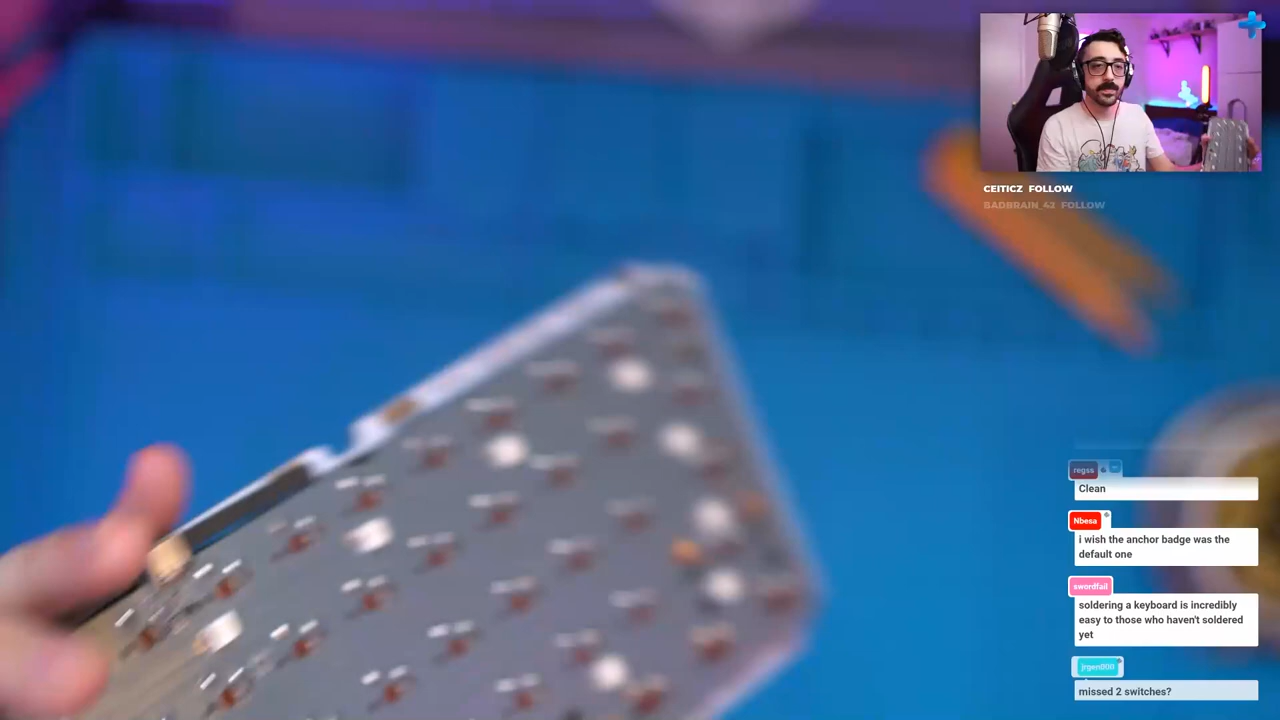 CEITICZ FOLLOW
BADBRAIN_42 FOLLOW
regss
Clean
Nbesa
i wish the anchor badge was the
default one
swordfail
soldering a keyboard is incredibly
easy to those who haven't soldered
yet
jrgen000
missed 2 switches?